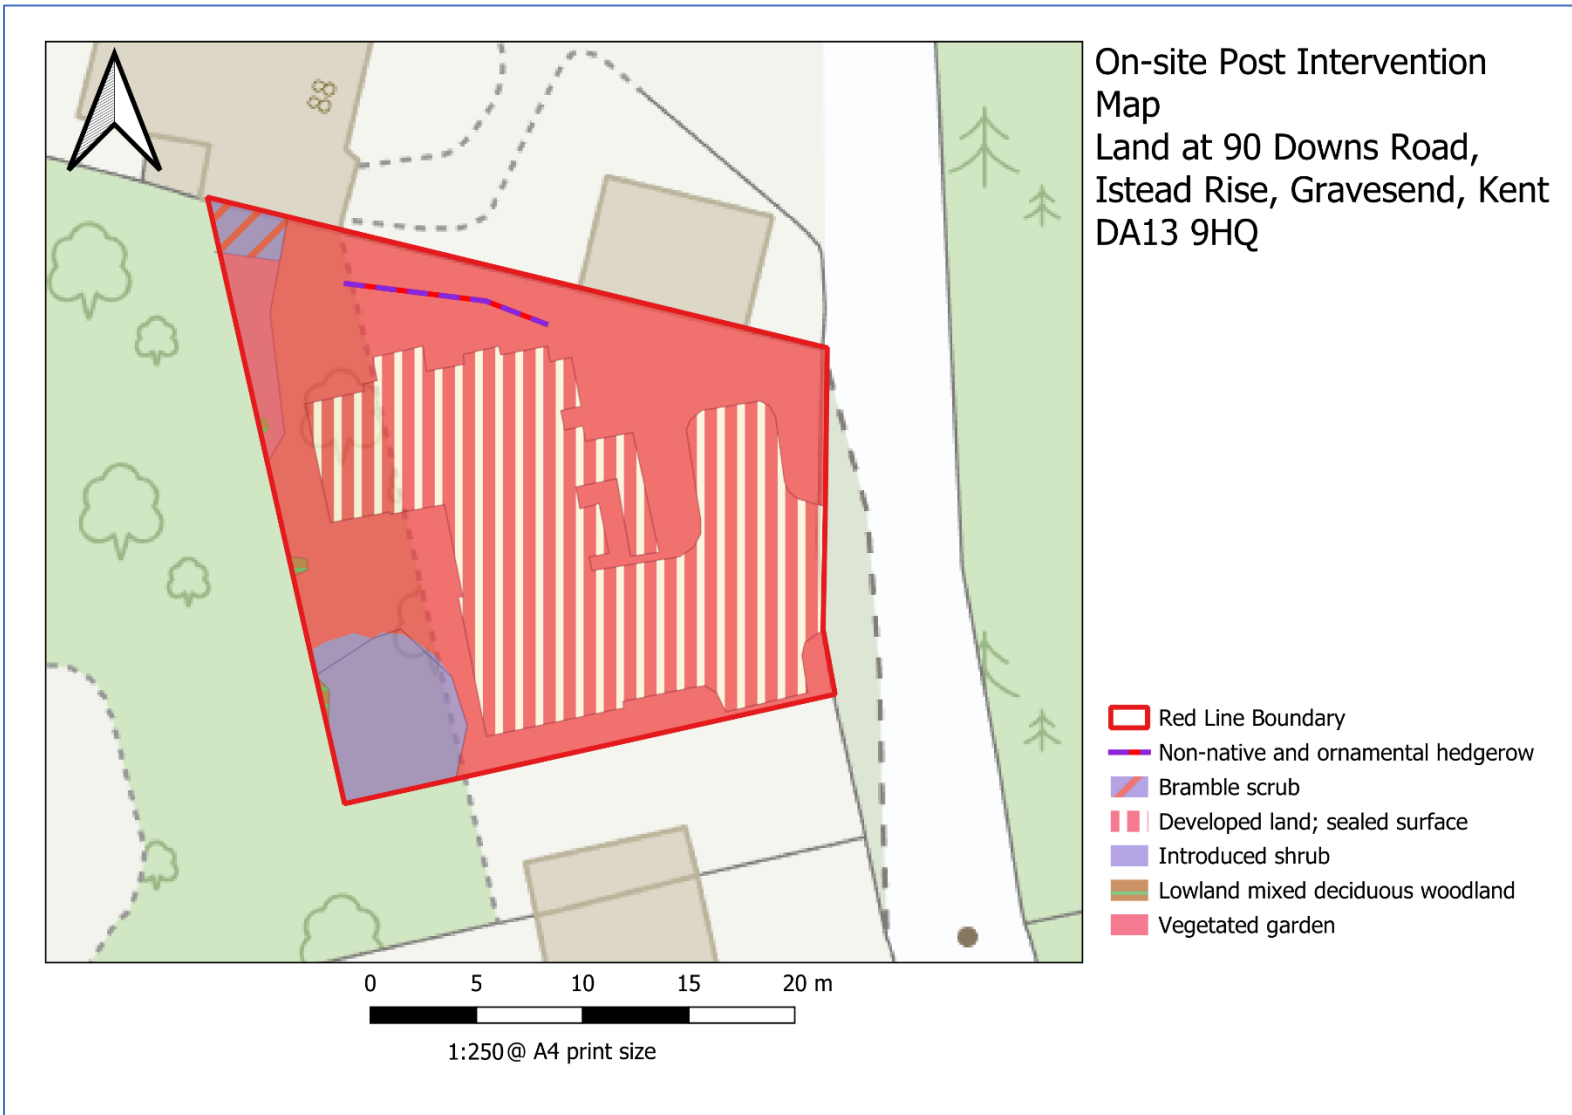 On-site Post Intervention
Map
Land at 90 Downs Road,
Istead Rise, Gravesend, Kent
DA13 9HQ
88
Red Line Boundary
Non-native and ornamental hedgerow
Bramble scrub
Developed land; sealed surface
Introduced shrub
Lowland mixed deciduous woodland
Vegetated garden
0 5 10 15 20 m
1:250@ A4 print size